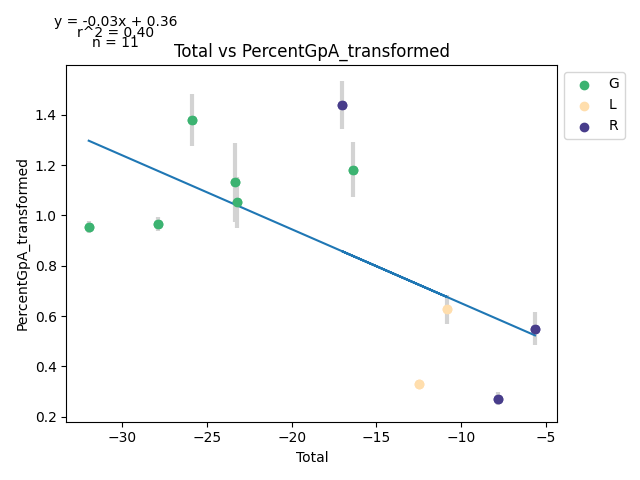 y = -0.03x + 0.36
r^2 = 0.40
n = 11
Total vs PercentGpA_transformed
G
L
R
PercentGpA_transformed
1.4
1.2
1.0
0.8
0.6
0.4
0.2
−30 −25 −20 −15 −10 −5
Total